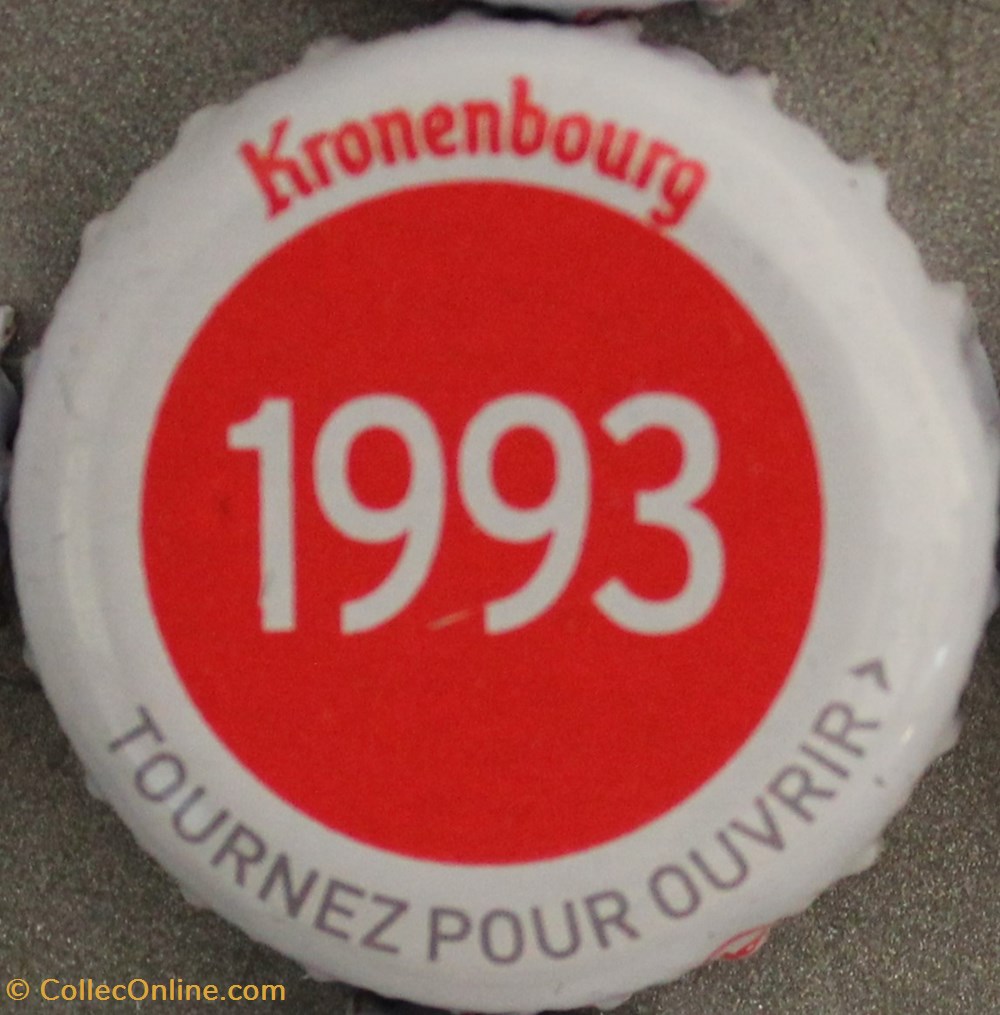 Kronenbourg
1993
TOURNEZ POUR OUVRIR >
© CollecOnline.com